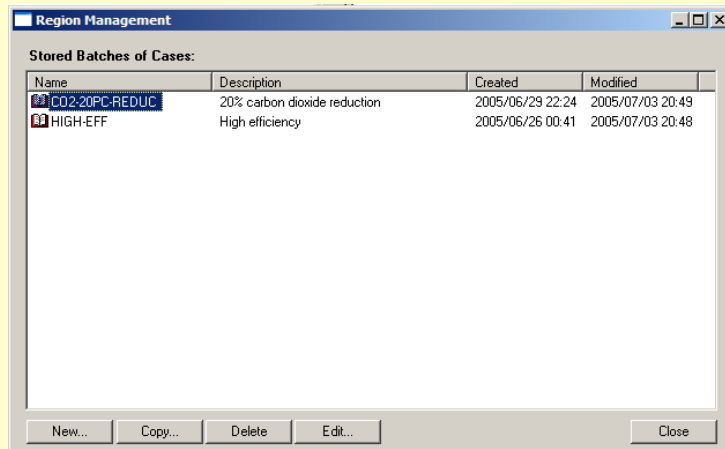 Region Management
Stored Batches of Cases:
Name Description Created Modified
CO2-20PC-REDUC 20% carbon dioxide reduction 2005/06/29 22:24 2005/07/03 20:49
HIGH-EFF High efficiency 2005/06/26 00:41 2005/07/03 20:48
New... Copy... Delete Edit... Close